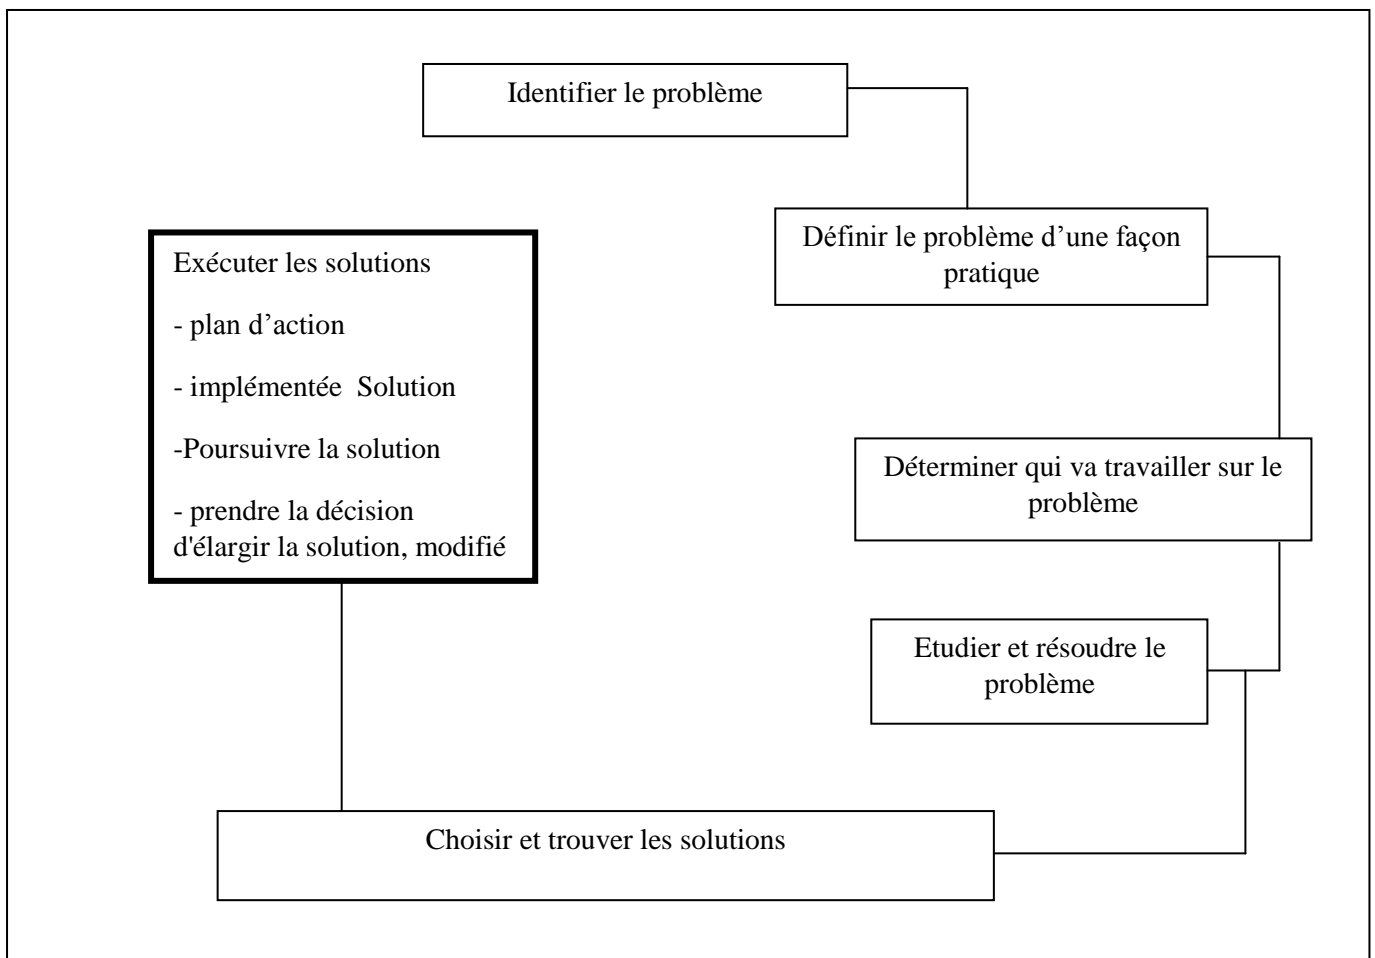 Identifier le problème
Définir le problème d’une façon
pratique
Exécuter les solutions
- plan d’action
- implémentée  Solution
-Poursuivre la solution
- prendre la décision
d'élargir la solution, modifié
Déterminer qui va travailler sur le
problème
Etudier et résoudre le
problème
Choisir et trouver les solutions